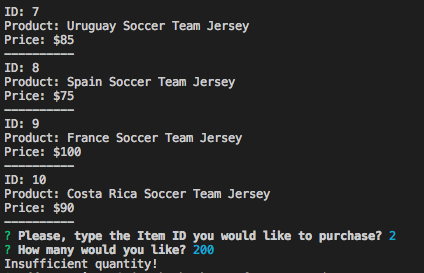 ID: 7
Product: Uruguay Soccer Team Jersey
Price: $85
----------
ID: 8
Product: Spain Soccer Team Jersey
Price: $75
----------
ID: 9
Product: France Soccer Team Jersey
Price: $100
----------
ID: 10
Product: Costa Rica Soccer Team Jersey
Price: $90
----------
? Please, type the Item ID you would like to purchase? 2
? How many would you like? 200
Insufficient quantity!